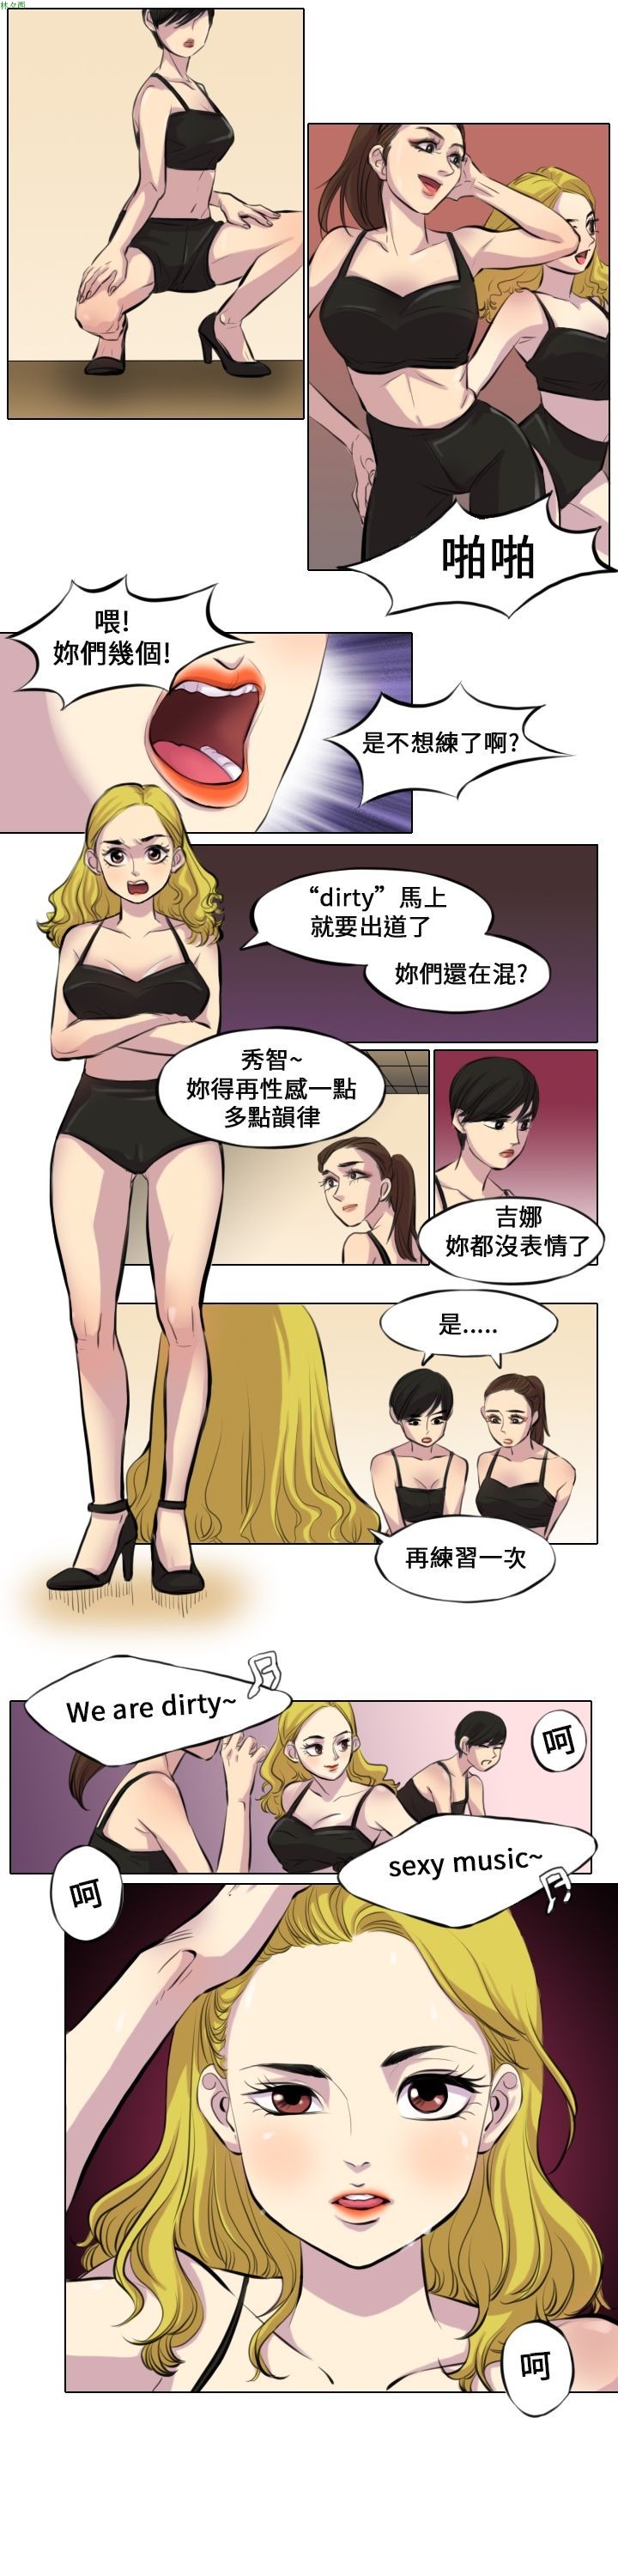 林夕西
啪啪
喂!
妳們幾個!
是不想練了啊?
“dirty”馬上
就要出道了
妳們還在混?
秀智~
妳得再性感一點
多點韻律
吉娜
妳都沒表情了
是.....
再練習一次
We are dirty~
呵
sexy music~
呵
呵